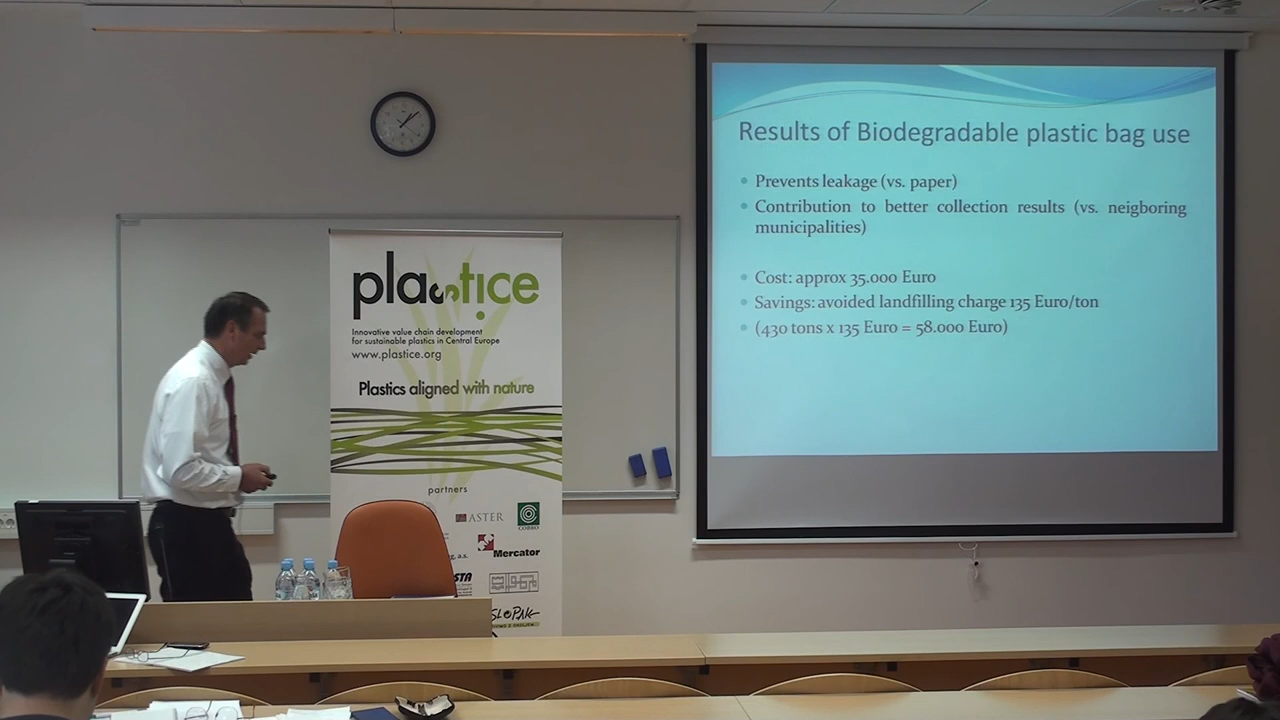 Results of Biodegradable plastic bag use
Prevents leakage (vs. paper)
Contribution to better collection results (vs. neigboring
municipalities)
Cost: approx 35.000 Euro
Savings: avoided landfilling charge 135 Euro/ton
(430 tons x 135 Euro = 58.000 Euro)
plastice
Innovative value chain development
for sustainable plastics in Central Europe
www.plastice.org
Plastics aligned with nature
partners
ASTER
COBRO
Mercator
a.s.
STA
SLOPAK